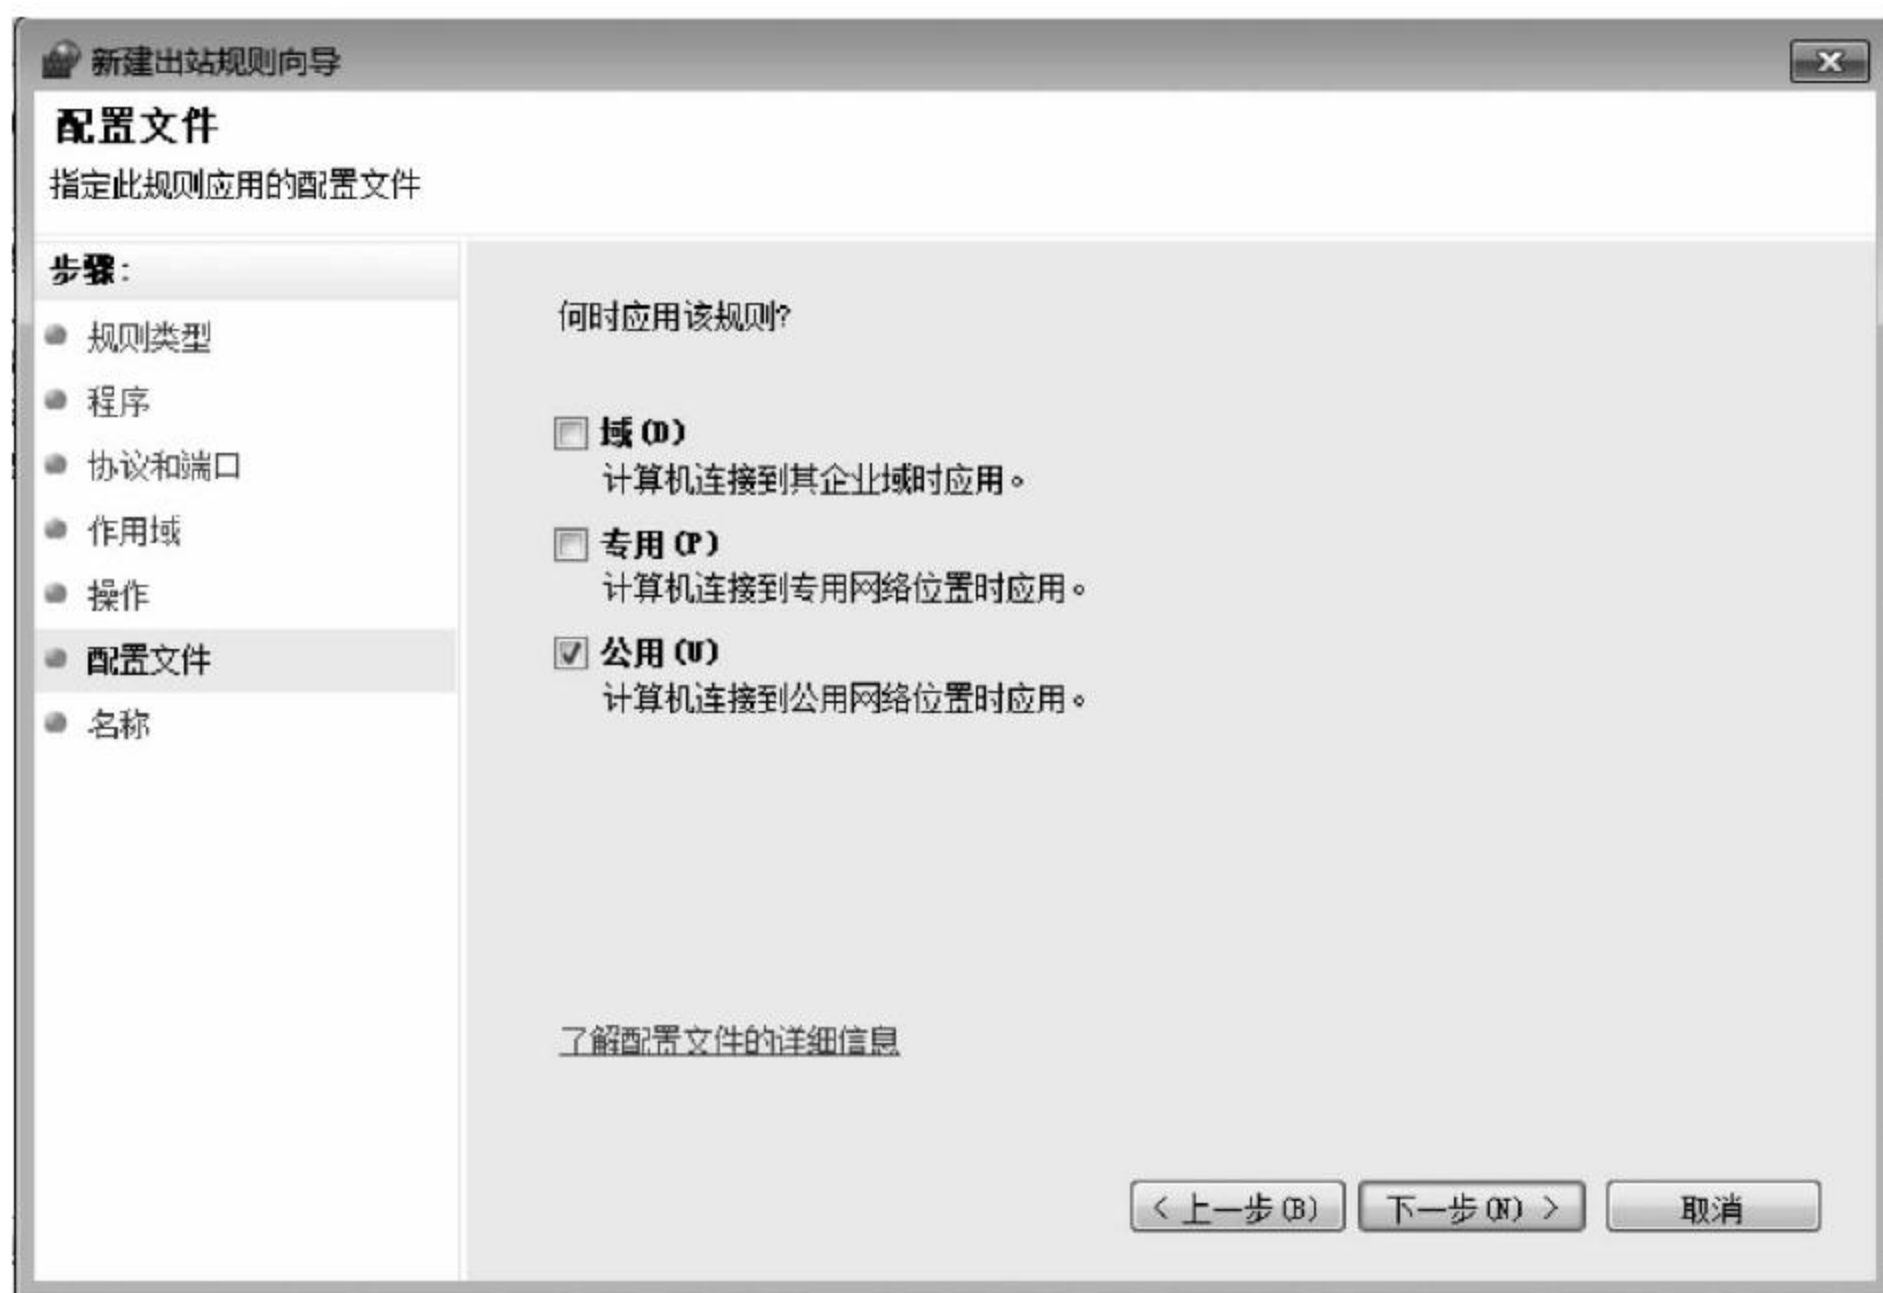 新建出站规则向导
配置文件
指定此规则应用的配置文件
步骤:
规则类型
程序
协议和端口
作用域
操作
配置文件
名称
何时应用该规则?
域(D)
计算机连接到其企业域时应用。
专用(P)
计算机连接到专用网络位置时应用。
公用(U)
计算机连接到公用网络位置时应用。
了解配置文件的详细信息
< 上一步(B)
下一步(N) >
取消